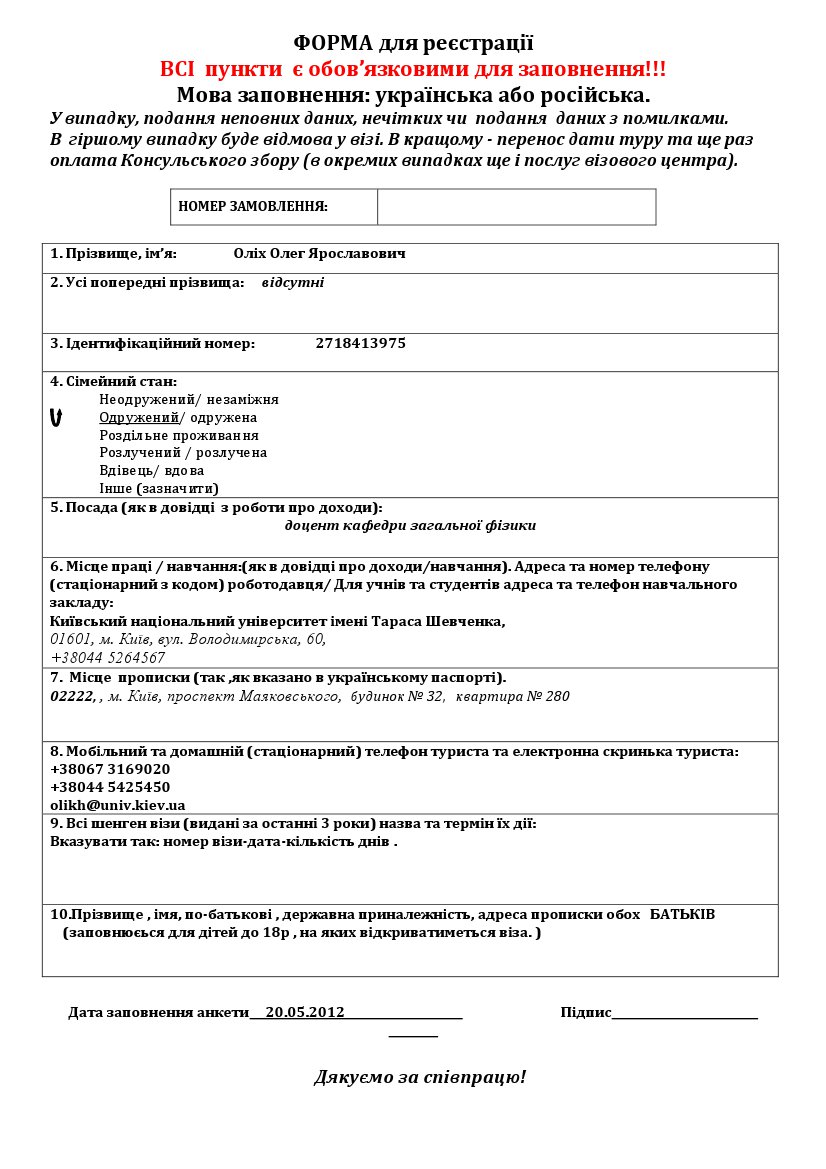 ФОРМА для реєстрації
ВСІ пункти є обов’язковими для заповнення!!!
Мова заповнення: українська або російська.
У випадку, подання неповних даних, нечітких чи подання даних з помилками.
В гіршому випадку буде відмова у візі. В кращому - перенос дати туру та ще раз
оплата Консульського збору (в окремих випадках ще і послуг візового центра).
НОМЕР ЗАМОВЛЕННЯ:
1. Прізвище, ім’я: Оліх Олег Ярославович
2. Усі попередні прізвища: відсутні
3. Ідентифікаційний номер: 2718413975
4. Сімейний стан:
Неодружений/ незаміжня
Одружений/ одружена
Роздільне проживання
Розлучений / розлучена
Вдівець/ вдова
Інше (зазначити)
5. Посада (як в довідці з роботи про доходи):
доцент кафедри загальної фізики
6. Місце праці / навчання:(як в довідці про доходи/навчання). Адреса та номер телефону
(стаціонарний з кодом) роботодавця/ Для учнів та студентів адреса та телефон навчального
закладу:
Київський національний університет імені Тараса Шевченка,
01601, м. Київ, вул. Володимирська, 60,
+38044 5264567
7. Місце прописки (так ,як вказано в українському паспорті).
02222, , м. Київ, проспект Маяковського, будинок № 32, квартира № 280
8. Мобільний та домашній (стаціонарний) телефон туриста та електронна скринька туриста:
+38067 3169020
+38044 5425450
olikh@univ.kiev.ua
9. Всі шенген візи (видані за останні 3 роки) назва та термін їх дії:
Вказувати так: номер візи-дата-кількість днів .
10.Прізвище , імя, по-батькові , державна приналежність, адреса прописки обох БАТЬКІВ
(заповнюєься для дітей до 18р , на яких відкриватиметься віза. )
Дата заповнення анкети__20.05.2012________________ Підпис____________________
_______
Дякуємо за співпрацю!